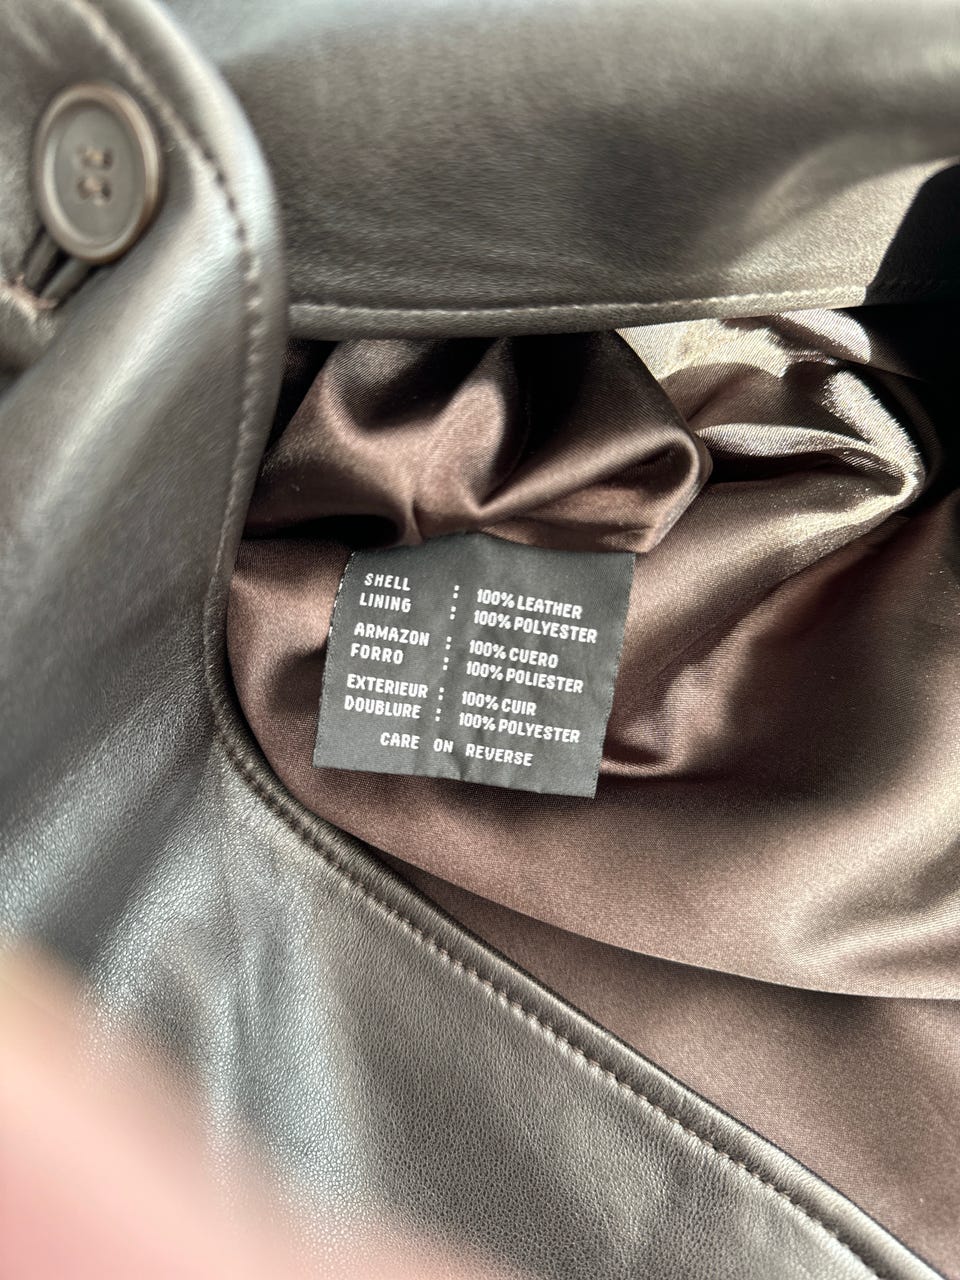 SHELL : 100% LEATHER
LINING : 100% POLYESTER
ARMAZON : 100% CUERO
FORRO : 100% POLIESTER
EXTERIEUR : 100% CUIR
DOUBLURE : 100% POLYESTER
CARE ON REVERSE